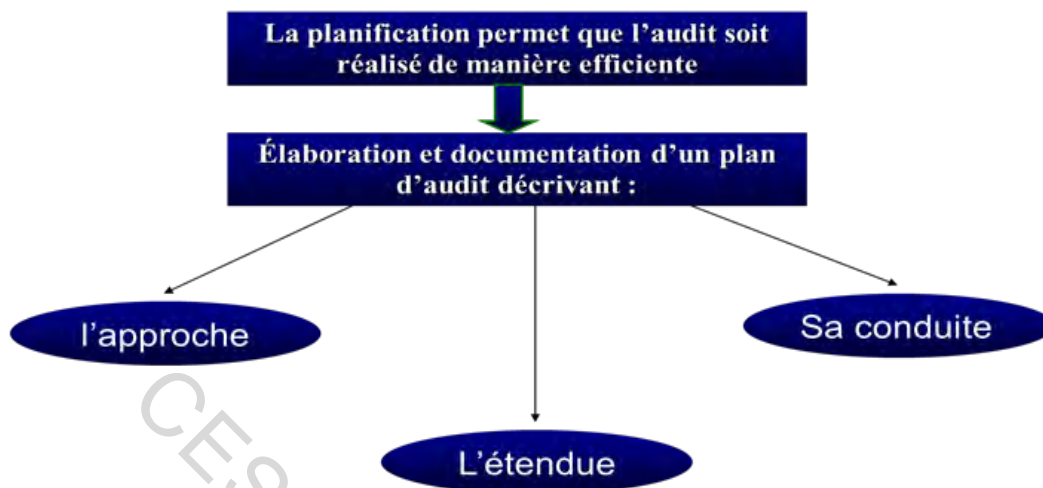 La planification permet que l'audit soit
réalisé de manière efficiente
Élaboration et documentation d'un plan
d'audit décrivant :
l'approche
Sa conduite
L'étendue
CES